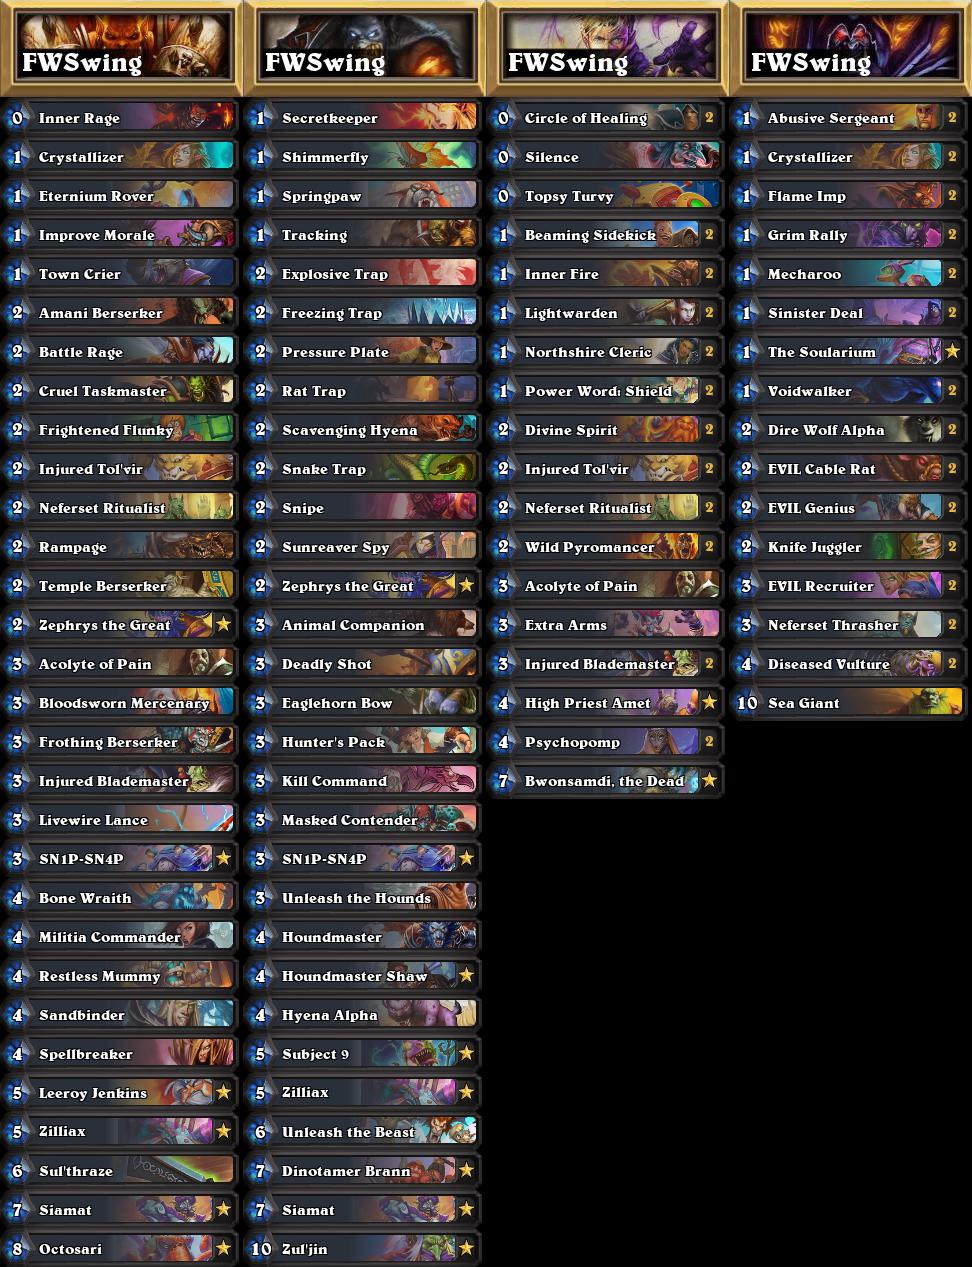 FWSwing
0 Inner Rage
1 Crystallizer
1 Eternium Rover
1 Improve Morale
1 Town Crier
2 Amani Berserker
2 Battle Rage
2 Cruel Taskmaster
2 Frightened Flunky
2 Injured Tol'vir
2 Neferset Ritualist
2 Rampage
2 Temple Berserker
2 Zephrys the Great
3 Acolyte of Pain
3 Bloodsworn Mercenary
3 Frothing Berserker
3 Injured Blademaster
3 Livewire Lance
3 SN1P-SN4P
4 Bone Wraith
4 Militia Commander
4 Restless Mummy
4 Sandbinder
4 Spellbreaker
5 Leeroy Jenkins
5 Zilliax
6 Sul'thraze
7 Siamat
8 Octosari
FWSwing
1 Secretkeeper
1 Shimmerfly
1 Springpaw
1 Tracking
2 Explosive Trap
2 Freezing Trap
2 Pressure Plate
2 Rat Trap
2 Scavenging Hyena
2 Snake Trap
2 Snipe
2 Sunreaver Spy
2 Zephrys the Great
3 Animal Companion
3 Deadly Shot
3 Eaglehorn Bow
3 Hunter's Pack
3 Kill Command
3 Masked Contender
3 SN1P-SN4P
3 Unleash the Hounds
4 Houndmaster
4 Houndmaster Shaw
4 Hyena Alpha
5 Subject 9
5 Zilliax
6 Unleash the Beast
7 Dinotamer Brann
7 Siamat
10 Zul'jin
FWSwing
0 Circle of Healing 2
0 Silence
0 Topsy Turvy
1 Beaming Sidekick 2
1 Inner Fire 2
1 Lightwarden 2
1 Northshire Cleric 2
1 Power Word: Shield 2
2 Divine Spirit 2
2 Injured Tol'vir 2
2 Neferset Ritualist 2
2 Wild Pyromancer 2
3 Acolyte of Pain
3 Extra Arms
3 Injured Blademaster 2
4 High Priest Amet
4 Psychopomp 2
7 Bwonsamdi, the Dead
FWSwing
1 Abusive Sergeant 2
1 Crystallizer 2
1 Flame Imp 2
1 Grim Rally 2
1 Mecharoo 2
1 Sinister Deal 2
1 The Soularium
1 Voidwalker 2
2 Dire Wolf Alpha 2
2 EVIL Cable Rat 2
2 EVIL Genius 2
2 Knife Juggler 2
3 EVIL Recruiter 2
3 Neferset Thrasher 2
4 Diseased Vulture 2
10 Sea Giant